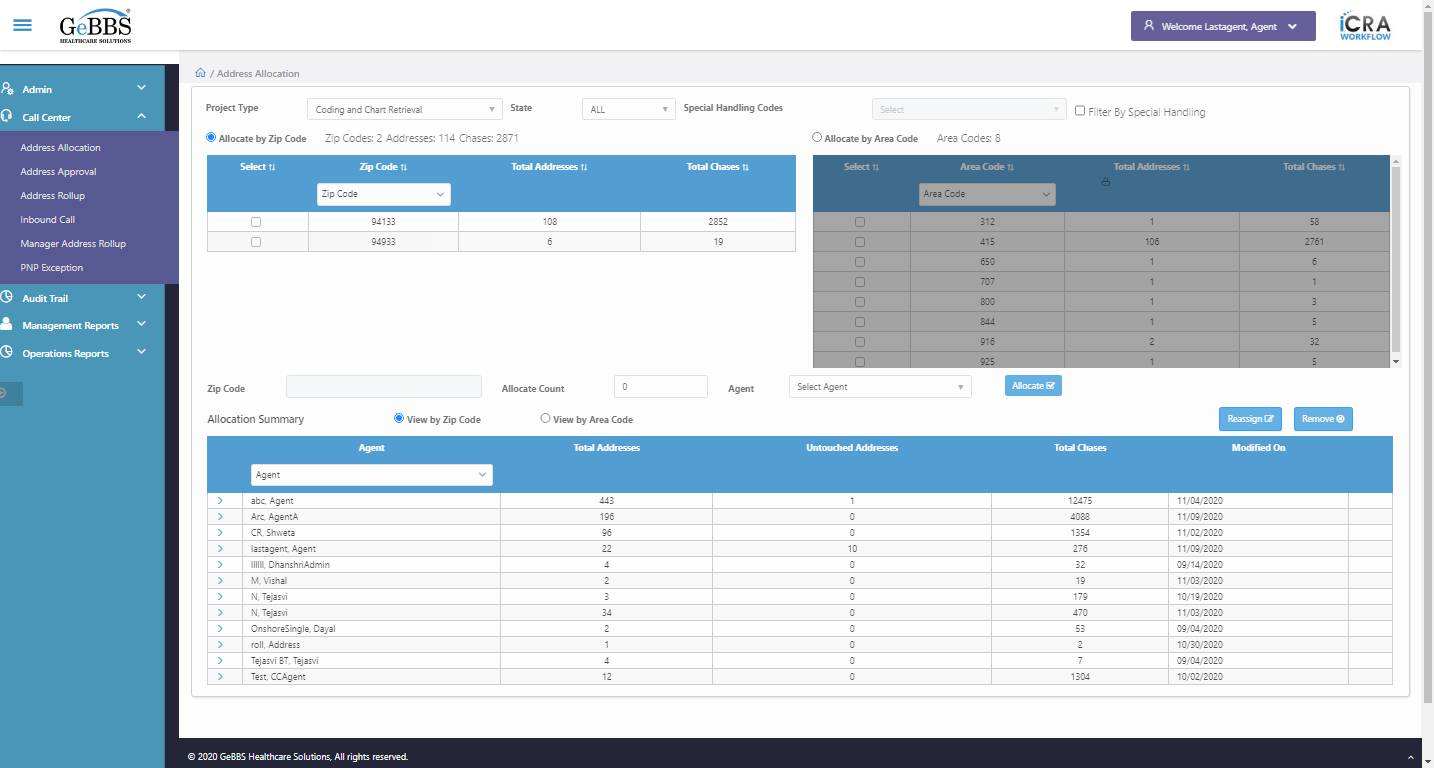 GeBBS
HEALTHCARE SOLUTIONS
Welcome Lastagent, Agent
iCRA
WORKFLOW
Admin
Call Center
Address Allocation
Address Approval
Address Rollup
Inbound Call
Manager Address Rollup
PNP Exception
Audit Trail
Management Reports
Operations Reports
/ Address Allocation
Project Type Coding and Chart Retrieval State ALL Special Handling Codes Select Filter By Special Handling
Allocate by Zip Code Zip Codes: 2 Addresses: 114 Chases: 2871
Select Zip Code Total Addresses Total Chases
Zip Code
94133 108 2852
94933 6 19
Allocate by Area Code Area Codes: 8
Select Area Code Total Addresses Total Chases
Area Code
312 1 58
415 106 2761
650 1 6
707 1 1
800 1 3
844 1 5
916 2 32
925 1 5
Zip Code Allocate Count 0 Agent Select Agent Allocate
Allocation Summary View by Zip Code View by Area Code Reassign Remove
Agent Total Addresses Untouched Addresses Total Chases Modified On
Agent
abc, Agent 443 1 12475 11/04/2020
Arc, AgentA 196 0 4088 11/09/2020
CR, Shweta 96 0 1354 11/02/2020
lastagent, Agent 22 10 276 11/09/2020
DhanshriAdmin 4 0 32 09/14/2020
M, Vishal 2 0 19 11/03/2020
N, Tejasvi 3 0 179 10/19/2020
N, Tejasvi 34 0 470 11/03/2020
OnshoreSingle, Dayal 2 0 53 09/04/2020
roll, Address 1 0 2 10/30/2020
Tejasvi BT, Tejasvi 4 0 7 09/04/2020
Test, CCAgent 12 0 1304 10/02/2020
© 2020 GeBBS Healthcare Solutions, All rights reserved.